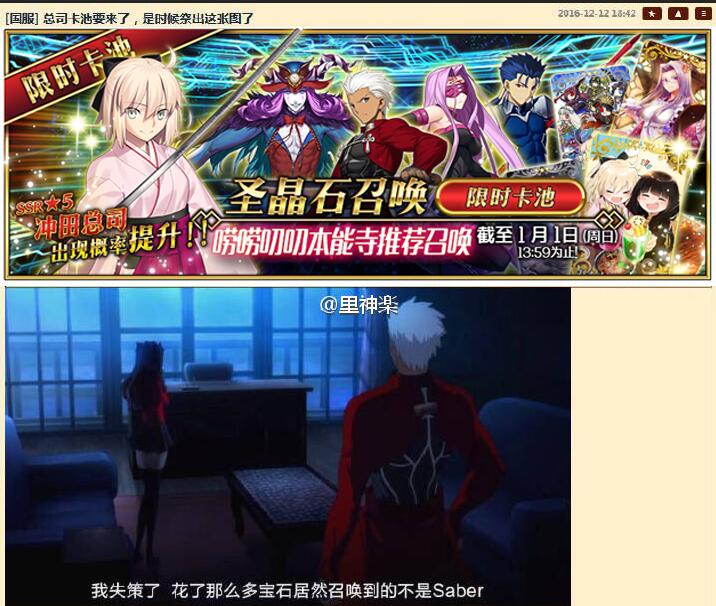 [国服] 总司卡池要来了，是时候祭出这张图了
2016-12-12 18:42
限时卡池
圣晶石召唤
限时卡池
SSR★5
冲田总司
出现概率提升!!
唠唠叨叨本能寺推荐召唤
截至1月1日(周日)
13:59为止!
@里神楽
我失策了 花了那么多宝石居然召唤到的不是Saber